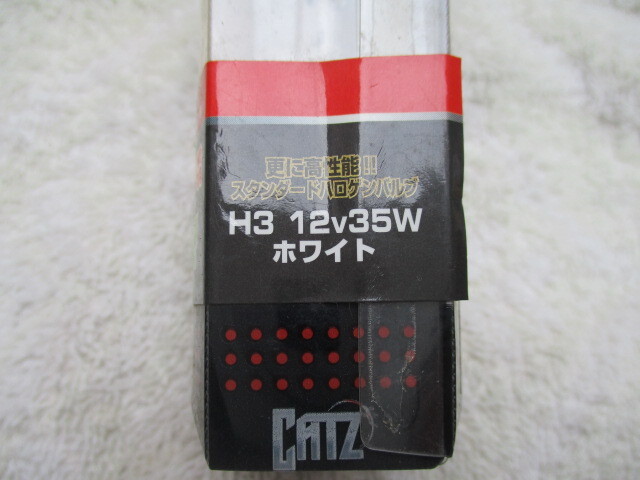 更に高性能!!
スタンダードハロゲンバルブ
H3 12v35W
ホワイト
CATZ